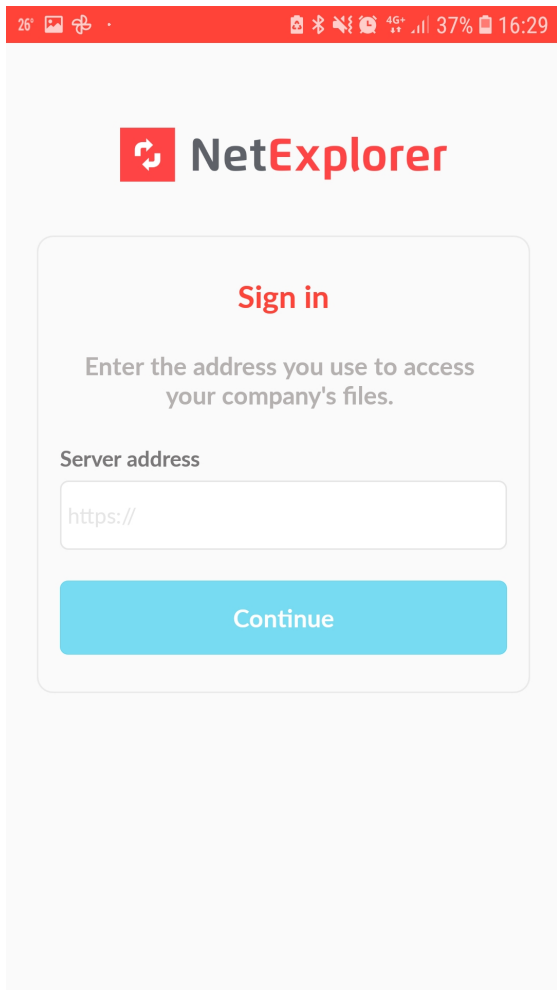 26°
4G+
37%
16:29
NetExplorer
Sign in
Enter the address you use to access
your company's files.
Server address
https://
Continue